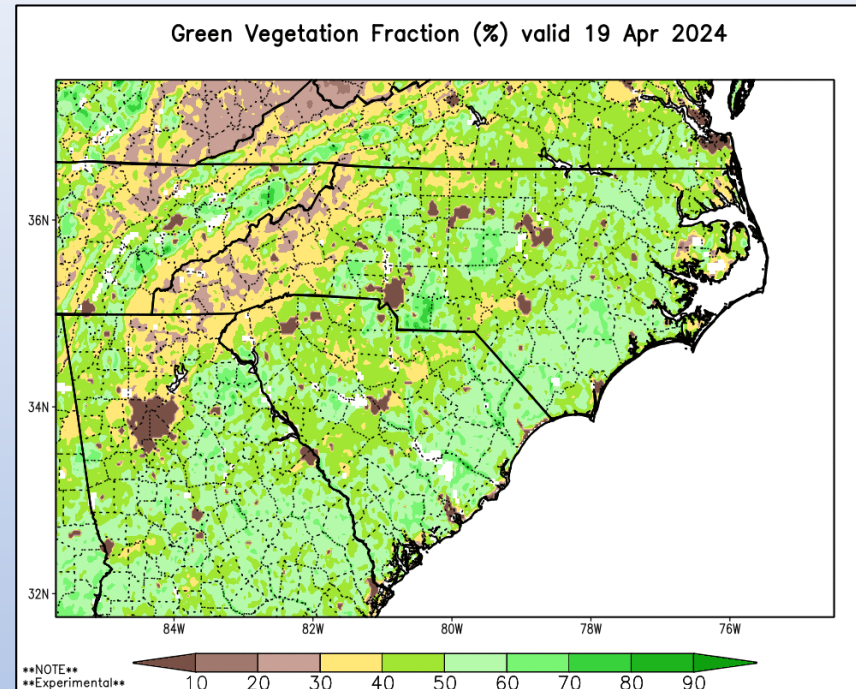 Green Vegetation Fraction (%) valid 19 Apr 2024
36N
34N
32N
84W 82W 80W 78W 76W
**NOTE**
**Experimental**
10 20 30 40 50 60 70 80 90